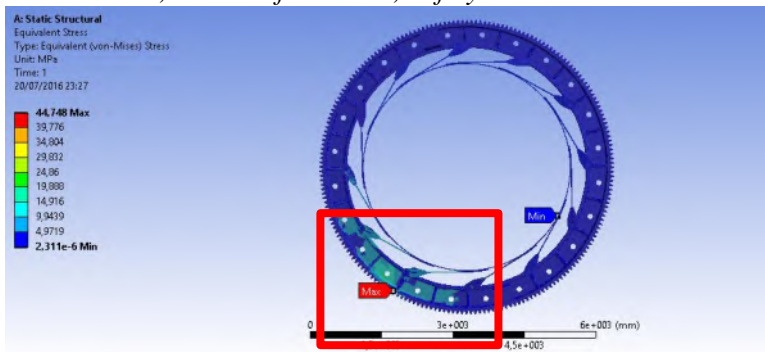 A: Static Structural
Equivalent Stress
Type: Equivalent (von-Mises) Stress
Unit: MPa
Time: 1
20/07/2016 23:27
44,748 Max
39,776
34,804
29,832
24,86
19,888
14,916
9,9439
4,9719
2,311e-6 Min
Min
Max
0
3e+003
6e+003 (mm)
4,5e+003